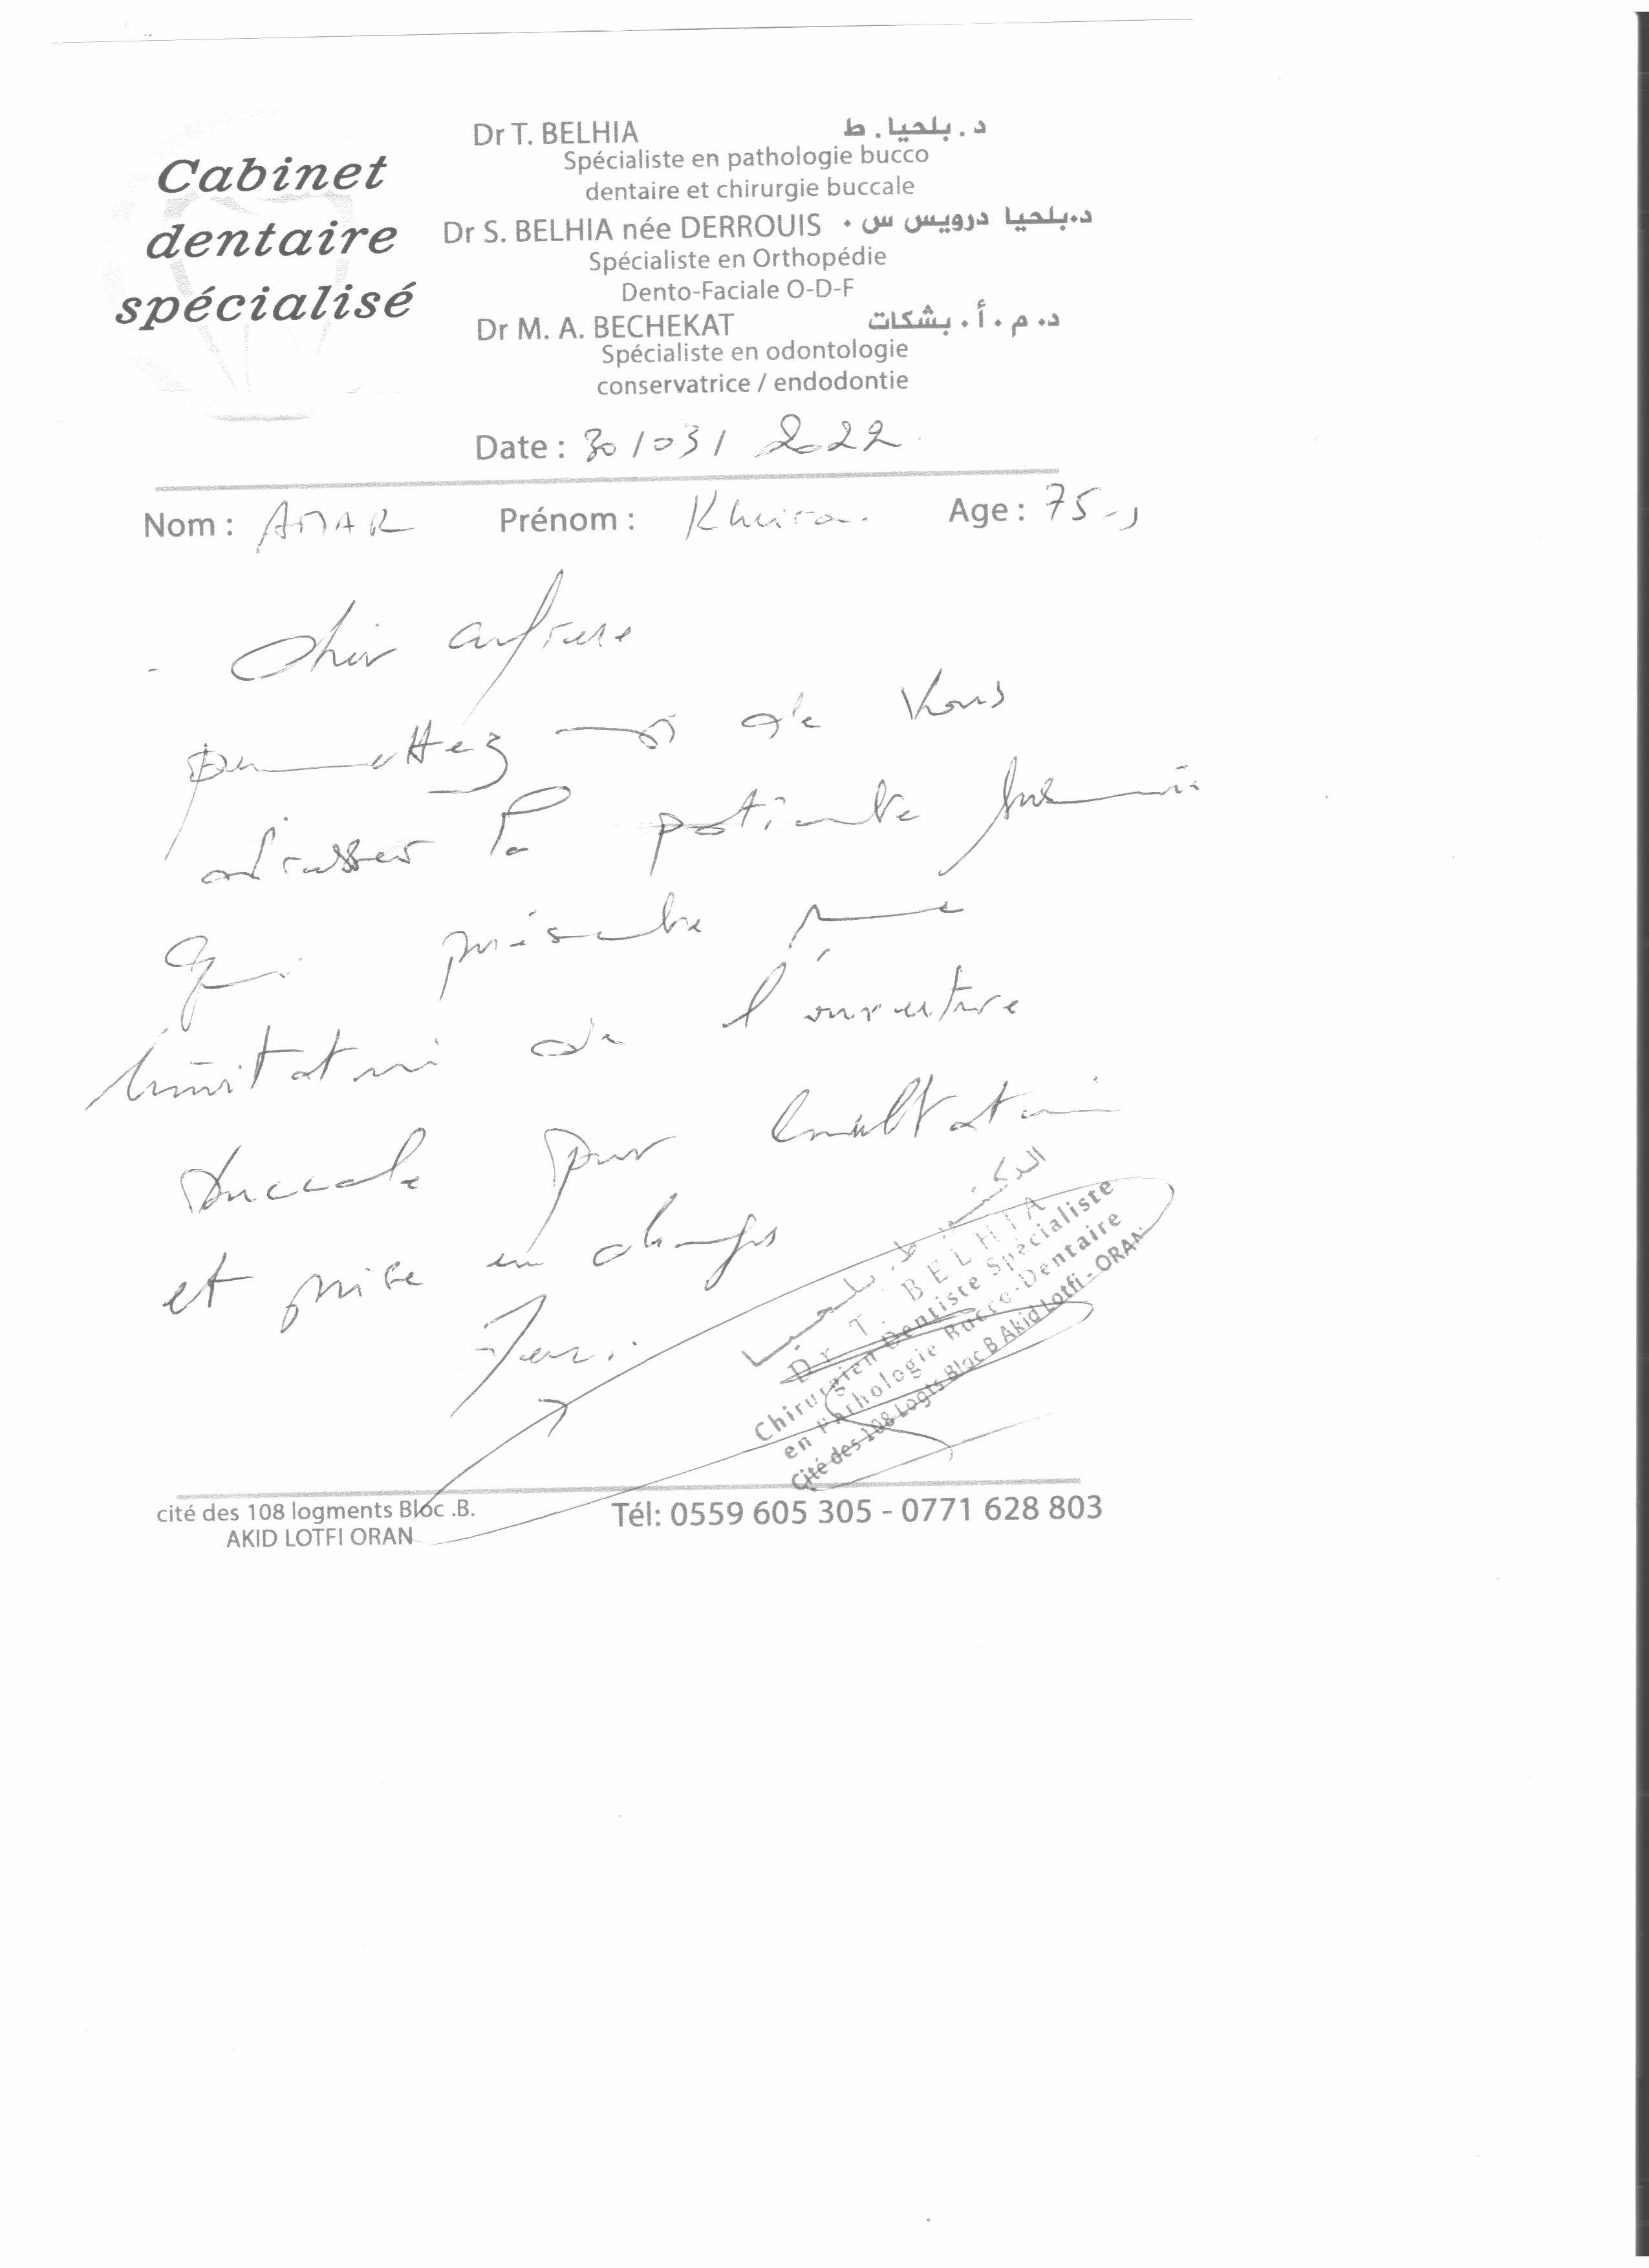 Cabinet
dentaire
spécialisé
Dr T. BELHIA د. بلحيا. ط
Spécialiste en pathologie bucco
dentaire et chirurgie buccale
Dr S. BELHIA née DERROUIS د.بلحيا درويس س .
Spécialiste en Orthopédie
Dento-Faciale O-D-F
Dr M. A. BECHEKAT د. م . أ . بشكات
Spécialiste en odontologie
conservatrice / endodontie
Date : 30/03/2022
Nom : AMAR Prénom : Kheira Age : 75
- Cher confrère
permettez moi de vous
adresser la patiente
qui présente une
limitation de l'ouverture
buccale pour consultation
et prise en charge
الدكتور ط. بلحيا
Dr T. BELHIA
Chirurgien Dentiste Spécialiste
en Pathologie Bucco-Dentaire
Cité des 108 Logts Bloc B Akid Lotfi - ORAN
cité des 108 logments Bloc .B.
AKID LOTFI ORAN
Tél: 0559 605 305 - 0771 628 803